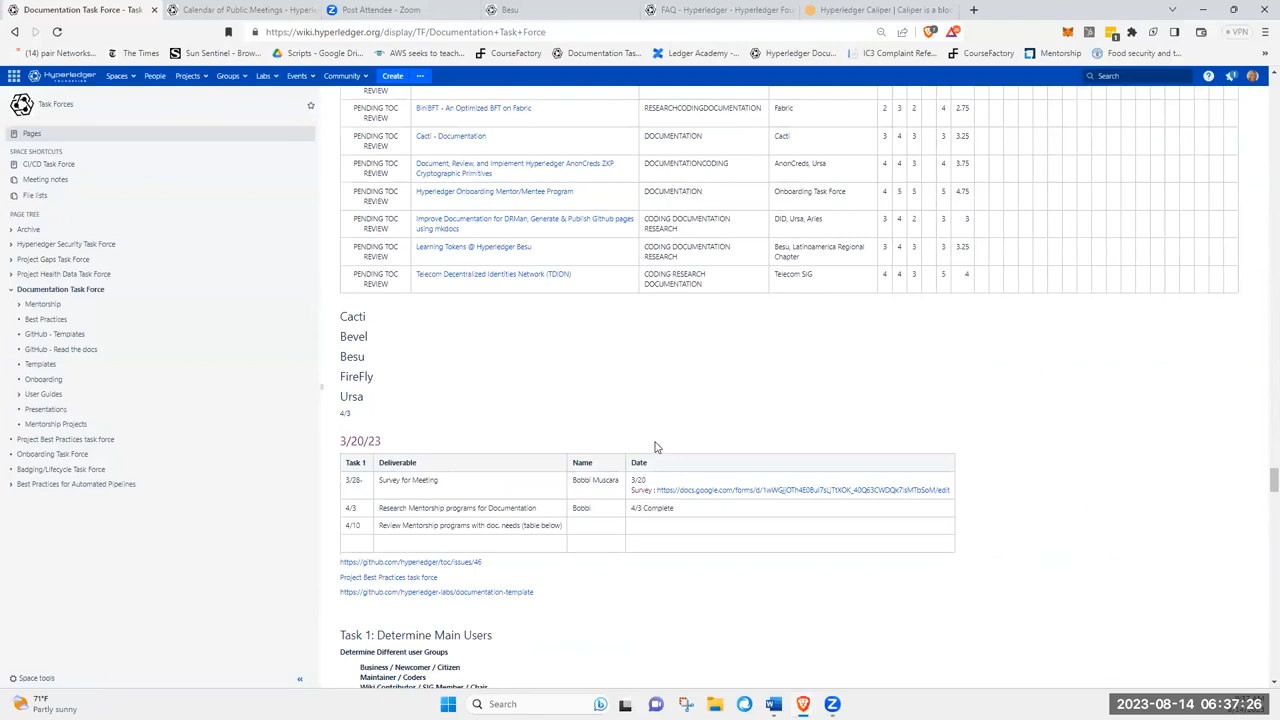 Documentation Task Force - Task
Calendar of Public Meetings - Hyperle
Post Attendee - Zoom
Besu
FAQ - Hyperledger - Hyperledger Fou
Hyperledger Caliper | Caliper is a bloc
https://wiki.hyperledger.org/display/TF/Documentation+Task+Force
VPN
(14) pair Networks...
The Times
Sun Sentinel - Brow...
Scripts - Google Driv...
AWS seeks to teach...
CourseFactory
Documentation Tas...
Ledger Academy -...
Hyperledger Docu...
IC3 Complaint Refe...
CourseFactory
Mentorship
Food security and t...
HYPERLEDGER FOUNDATION
Spaces
People
Projects
Groups
Labs
Events
Community
Create
Search
Task Forces
Pages
SPACE SHORTCUTS
CI/CD Task Force
Meeting notes
File lists
PAGE TREE
Archive
Hyperledger Security Task Force
Project Gaps Task Force
Project Health Data Task Force
Documentation Task Force
Mentorship
Best Practices
GitHub - Templates
GitHub - Read the docs
Templates
Onboarding
User Guides
Presentations
Mentorship Projects
Project Best Practices task force
Onboarding Task Force
Badging/Lifecycle Task Force
Best Practices for Automated Pipelines
Space tools
REVIEW
PENDING TOC REVIEW BiniBFT - An Optimized BFT on Fabric RESEARCHCODINGDOCUMENTATION Fabric 2 3 2 4 2.75
PENDING TOC REVIEW Cacti - Documentation DOCUMENTATION Cacti 3 4 3 3 3.25
PENDING TOC REVIEW Document, Review, and Implement Hyperledger AnonCreds ZKP Cryptographic Primitives DOCUMENTATIONCODING AnonCreds, Ursa 4 4 3 4 3.75
PENDING TOC REVIEW Hyperledger Onboarding Mentor/Mentee Program DOCUMENTATION Onboarding Task Force 4 5 5 5 4.75
PENDING TOC REVIEW Improve Documentation for DRMan, Generate & Publish Github pages using mkdocs CODING DOCUMENTATION RESEARCH DID, Ursa, Aries 3 4 2 3 3
PENDING TOC REVIEW Learning Tokens @ Hyperledger Besu CODING DOCUMENTATION RESEARCH Besu, Latinoamerica Regional Chapter 3 4 3 3 3.25
PENDING TOC REVIEW Telecom Decentralized Identities Network (TDIDN) CODING RESEARCH DOCUMENTATION Telecom SIG 4 4 3 5 4
Cacti
Bevel
Besu
FireFly
Ursa
4/3
3/20/23
Task 1 Deliverable Name Date
3/28- Survey for Meeting Bobbi Muscara 3/20
Survey :
4/3 Research Mentorship programs for Documentation Bobbi 4/3 Complete
4/10 Review Mentorship programs with doc. needs (table below)
https://github.com/hyperledger/toc/issues/46
Project Best Practices task force
https://github.com/hyperledger-labs/documentation-template
Task 1: Determine Main Users
Determine Different user Groups
Business / Newcomer / Citizen
Maintainer / Coders
Wiki Contributor / SIG Member / Chair
71°F
Partly sunny
Search
2023-08-14 06:37:26